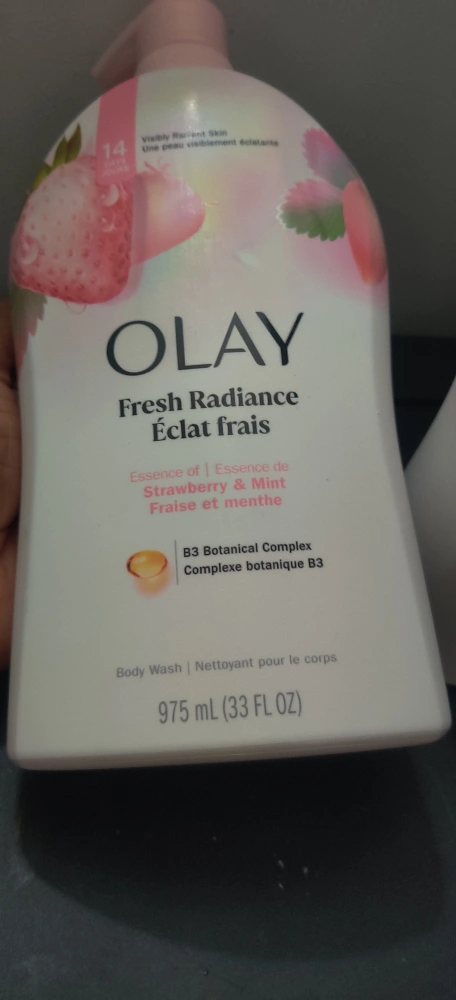 14
DAYS
JOURS
Visibly Radiant Skin
Une peau visiblement éclatante
OLAY
Fresh Radiance
Éclat frais
Essence of | Essence de
Strawberry & Mint
Fraise et menthe
B3 Botanical Complex
Complexe botanique B3
Body Wash | Nettoyant pour le corps
975 mL (33 FL OZ)